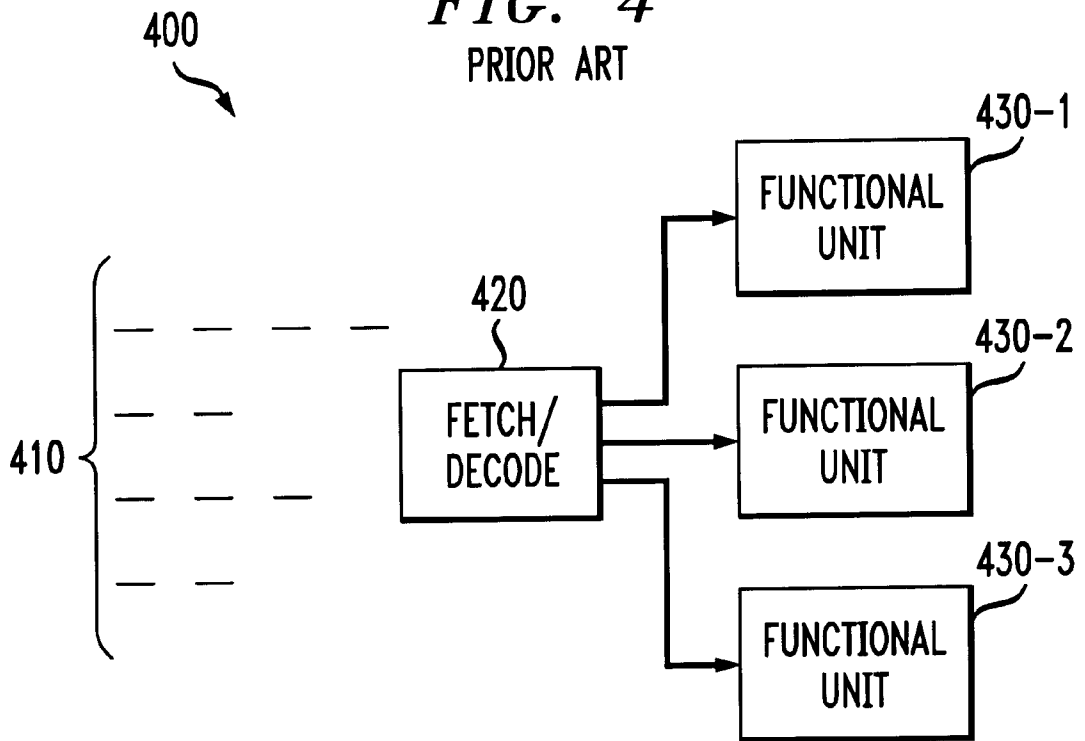 FIG. 4
PRIOR ART
400
430-1
FUNCTIONAL
UNIT
420
FETCH/
DECODE
430-2
FUNCTIONAL
UNIT
410
430-3
FUNCTIONAL
UNIT